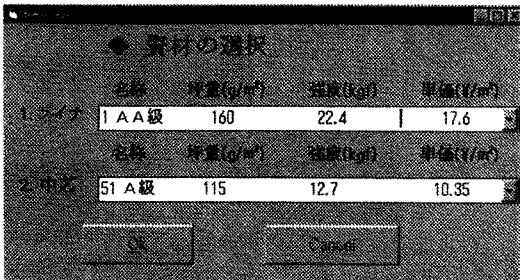 ◆ 資材の選択
名称 坪量(g/m²) 強度(kgf) 単価(¥/m²)
1. ライナ 1 AA級 160 22.4 17.6
名称 坪量(g/m²) 強度(kgf) 単価(¥/m²)
2. 中芯 51 A級 115 12.7 10.35
Ok Cancel